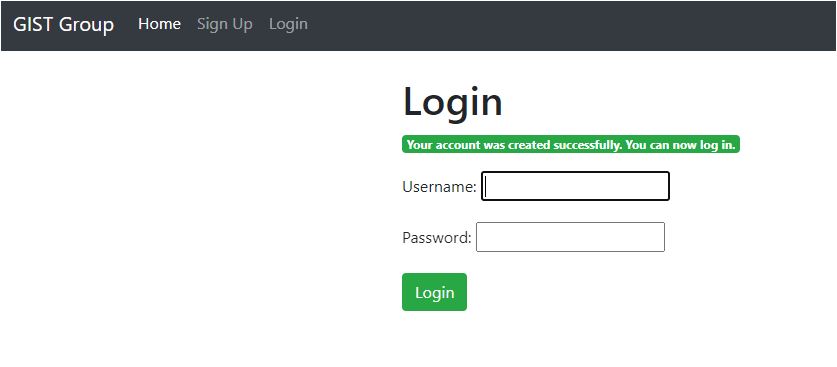 GIST Group Home Sign Up Login
Login
Your account was created successfully. You can now log in.
Username:
Password:
Login